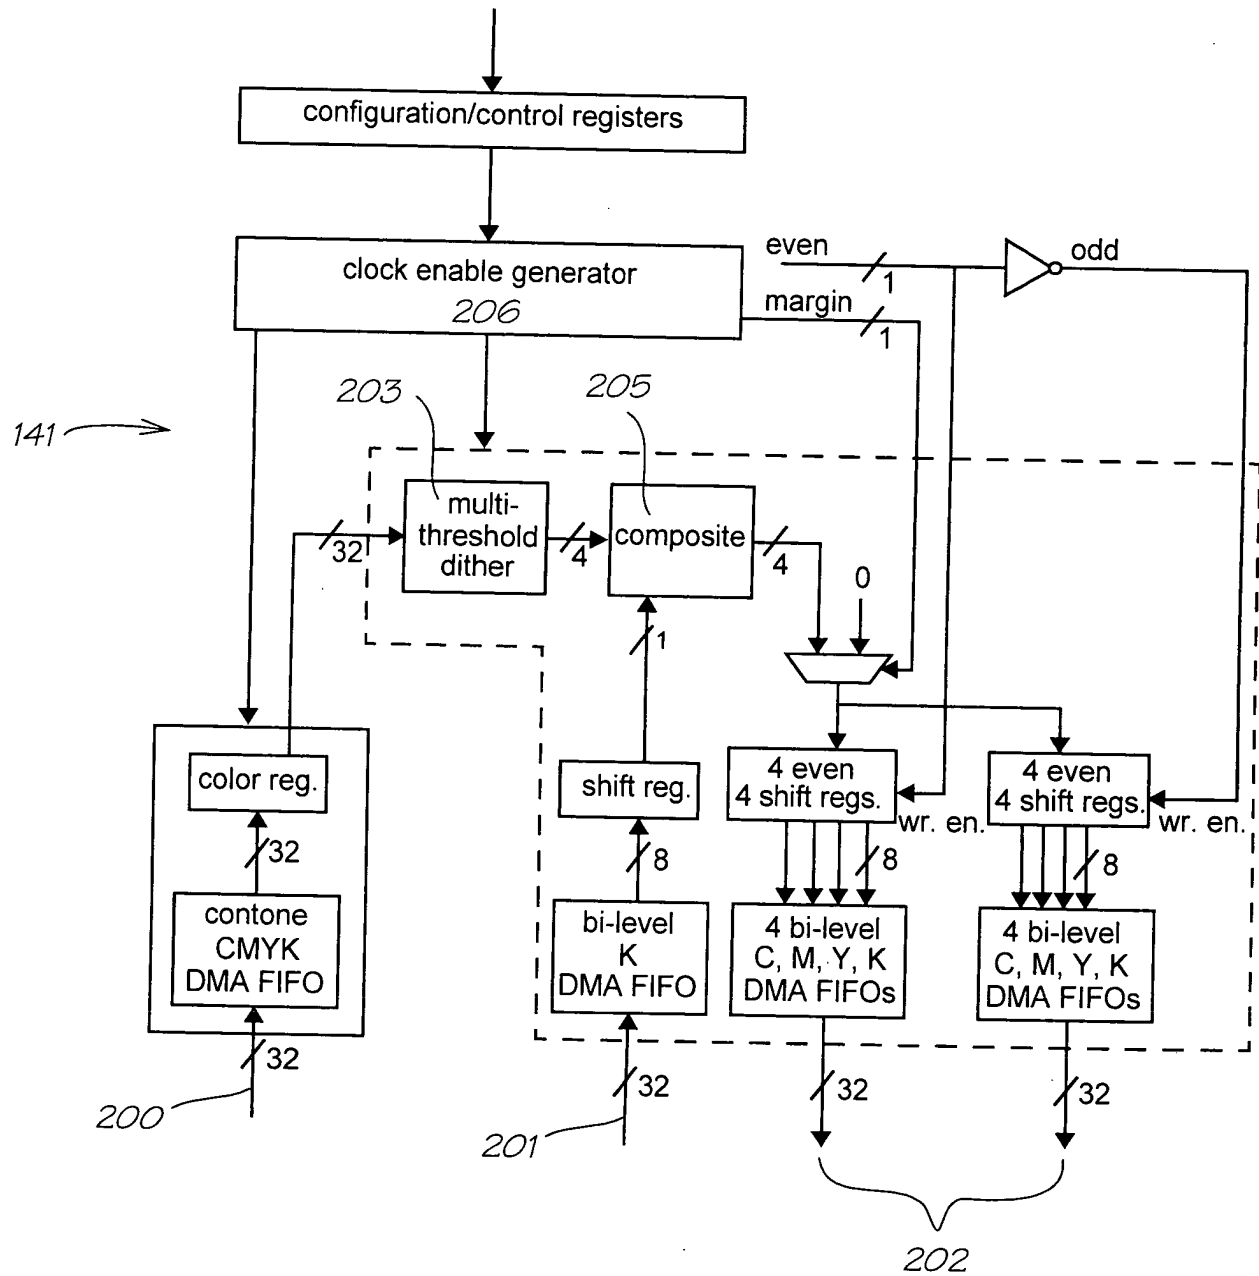 configuration/control registers
clock enable generator
206
even
1
odd
margin
1
203
205
141
multi-
threshold
dither
composite
32
4
4
0
1
color reg.
shift reg.
4 even
4 shift regs.
4 even
4 shift regs.
wr. en.
wr. en.
32
8
8
8
contone
CMYK
DMA FIFO
bi-level
K
DMA FIFO
4 bi-level
C, M, Y, K
DMA FIFOs
4 bi-level
C, M, Y, K
DMA FIFOs
32
32
32
32
200
201
202